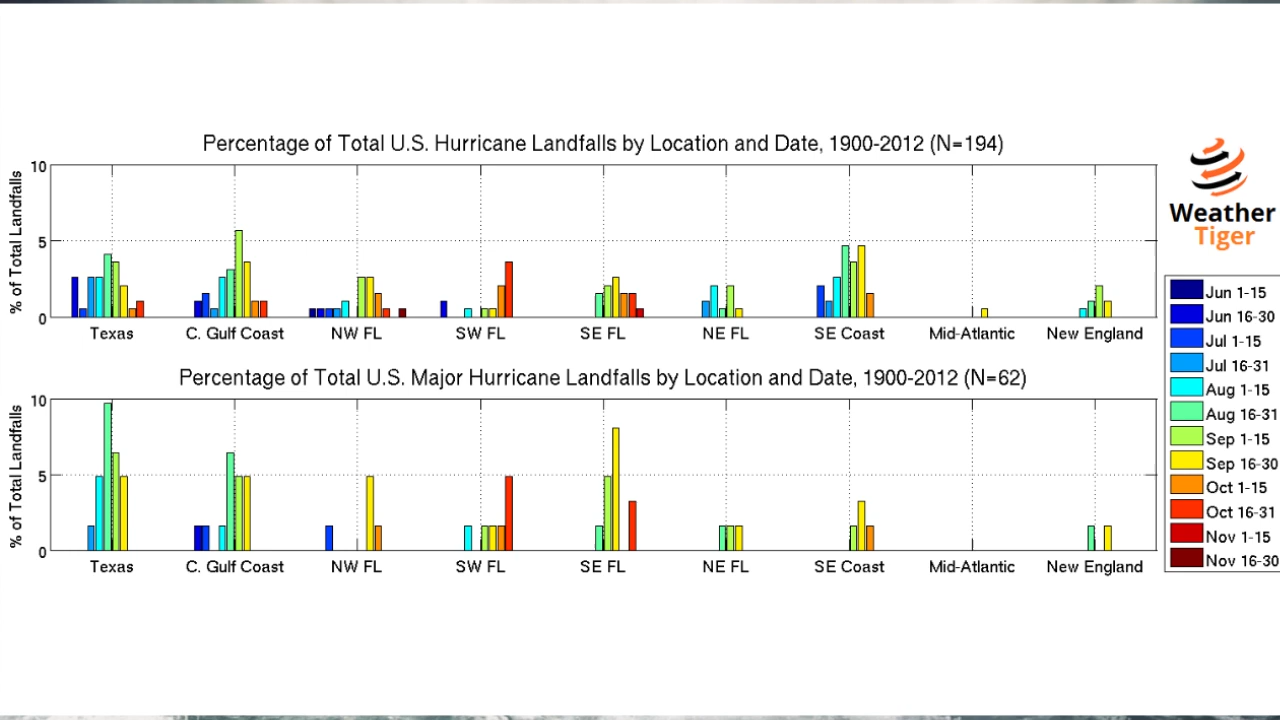 Percentage of Total U.S. Hurricane Landfalls by Location and Date, 1900-2012 (N=194)
% of Total Landfalls
10
5
0
Texas C. Gulf Coast NW FL SW FL SE FL NE FL SE Coast Mid-Atlantic New England
Percentage of Total U.S. Major Hurricane Landfalls by Location and Date, 1900-2012 (N=62)
% of Total Landfalls
10
5
0
Texas C. Gulf Coast NW FL SW FL SE FL NE FL SE Coast Mid-Atlantic New England
Weather
Tiger
Jun 1-15
Jun 16-30
Jul 1-15
Jul 16-31
Aug 1-15
Aug 16-31
Sep 1-15
Sep 16-30
Oct 1-15
Oct 16-31
Nov 1-15
Nov 16-30